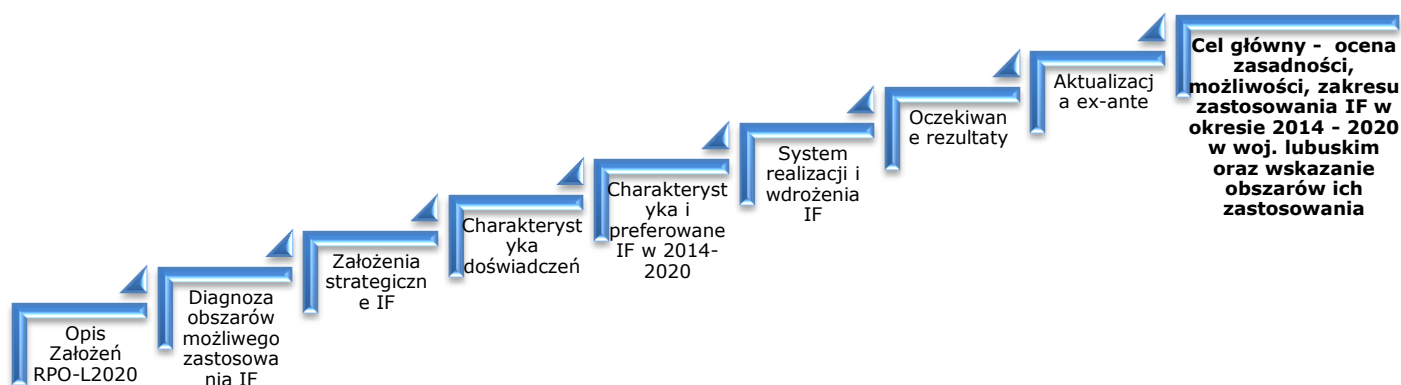 Opis
Założeń
RPO-L2020
Diagnoza
obszarów
możliwego
zastosowa
nia IF
Założenia
strategiczn
e IF
Charakteryst
yka
doświadczeń
Charakteryst
yka i
preferowane
IF w 2014-
2020
System
realizacji i
wdrożenia
IF
Oczekiwan
e rezultaty
Aktualizacj
a ex-ante
Cel główny - ocena
zasadności,
możliwości, zakresu
zastosowania IF w
okresie 2014 - 2020
w woj. lubuskim
oraz wskazanie
obszarów ich
zastosowania